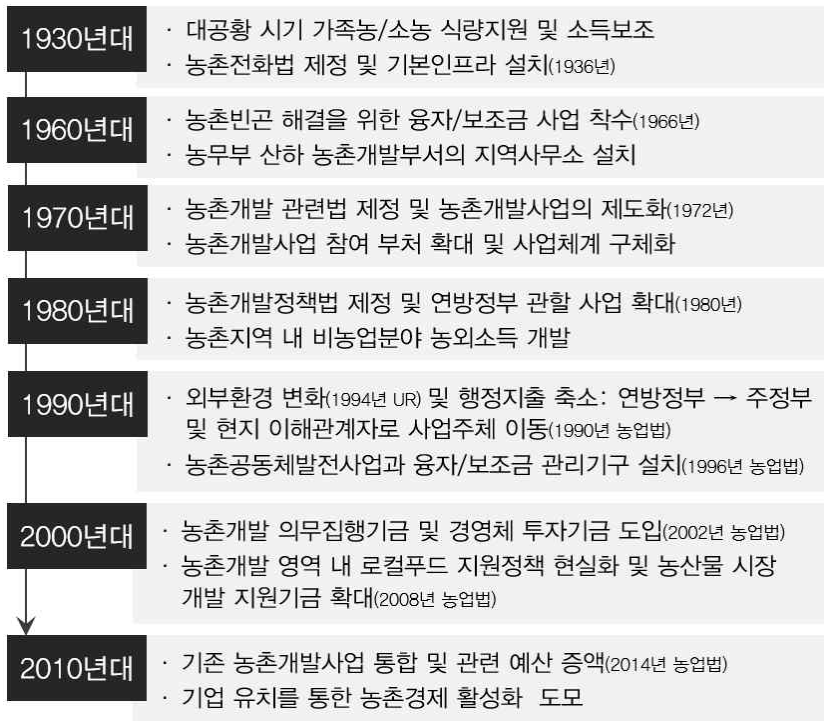 1930년대
· 대공황 시기 가족농/소농 식량지원 및 소득보조
· 농촌전화법 제정 및 기본인프라 설치(1936년)
1960년대
· 농촌빈곤 해결을 위한 융자/보조금 사업 착수(1966년)
· 농무부 산하 농촌개발부서의 지역사무소 설치
1970년대
· 농촌개발 관련법 제정 및 농촌개발사업의 제도화(1972년)
· 농촌개발사업 참여 부처 확대 및 사업체계 구체화
1980년대
· 농촌개발정책법 제정 및 연방정부 관할 사업 확대(1980년)
· 농촌지역 내 비농업분야 농외소득 개발
1990년대
· 외부환경 변화(1994년 UR) 및 행정지출 축소: 연방정부 → 주정부
및 현지 이해관계자로 사업주체 이동(1990년 농업법)
· 농촌공동체발전사업과 융자/보조금 관리기구 설치(1996년 농업법)
2000년대
· 농촌개발 의무집행기금 및 경영체 투자기금 도입(2002년 농업법)
· 농촌개발 영역 내 로컬푸드 지원정책 현실화 및 농산물 시장
개발 지원기금 확대(2008년 농업법)
2010년대
· 기존 농촌개발사업 통합 및 관련 예산 증액(2014년 농업법)
· 기업 유치를 통한 농촌경제 활성화 도모